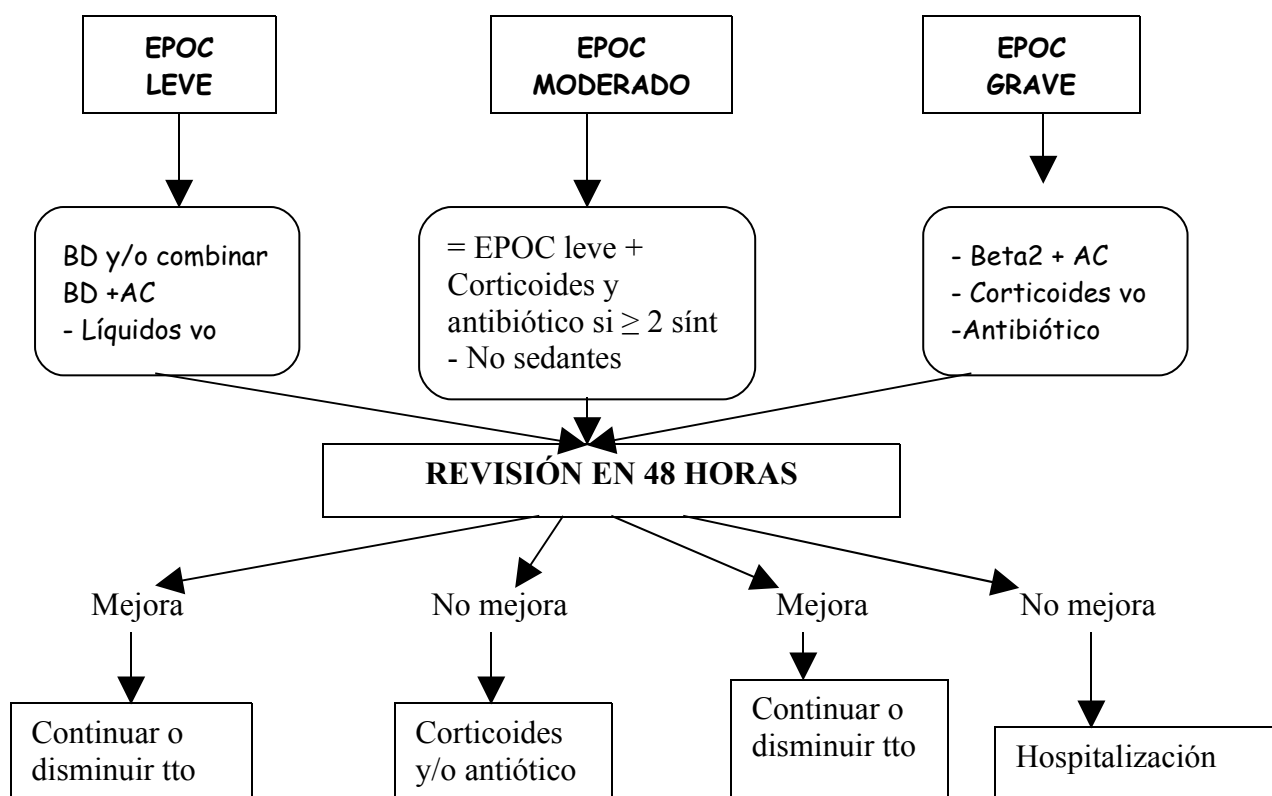 EPOC
LEVE
EPOC
MODERADO
EPOC
GRAVE
BD y/o combinar
BD +AC
- Líquidos vo
= EPOC leve +
Corticoides y
antibiótico si ≥ 2 sínt
- No sedantes
- Beta2 + AC
- Corticoides vo
-Antibiótico
REVISIÓN EN 48 HORAS
Mejora
No mejora
Mejora
No mejora
Continuar o
disminuir tto
Corticoides
y/o antiótico
Continuar o
disminuir tto
Hospitalización